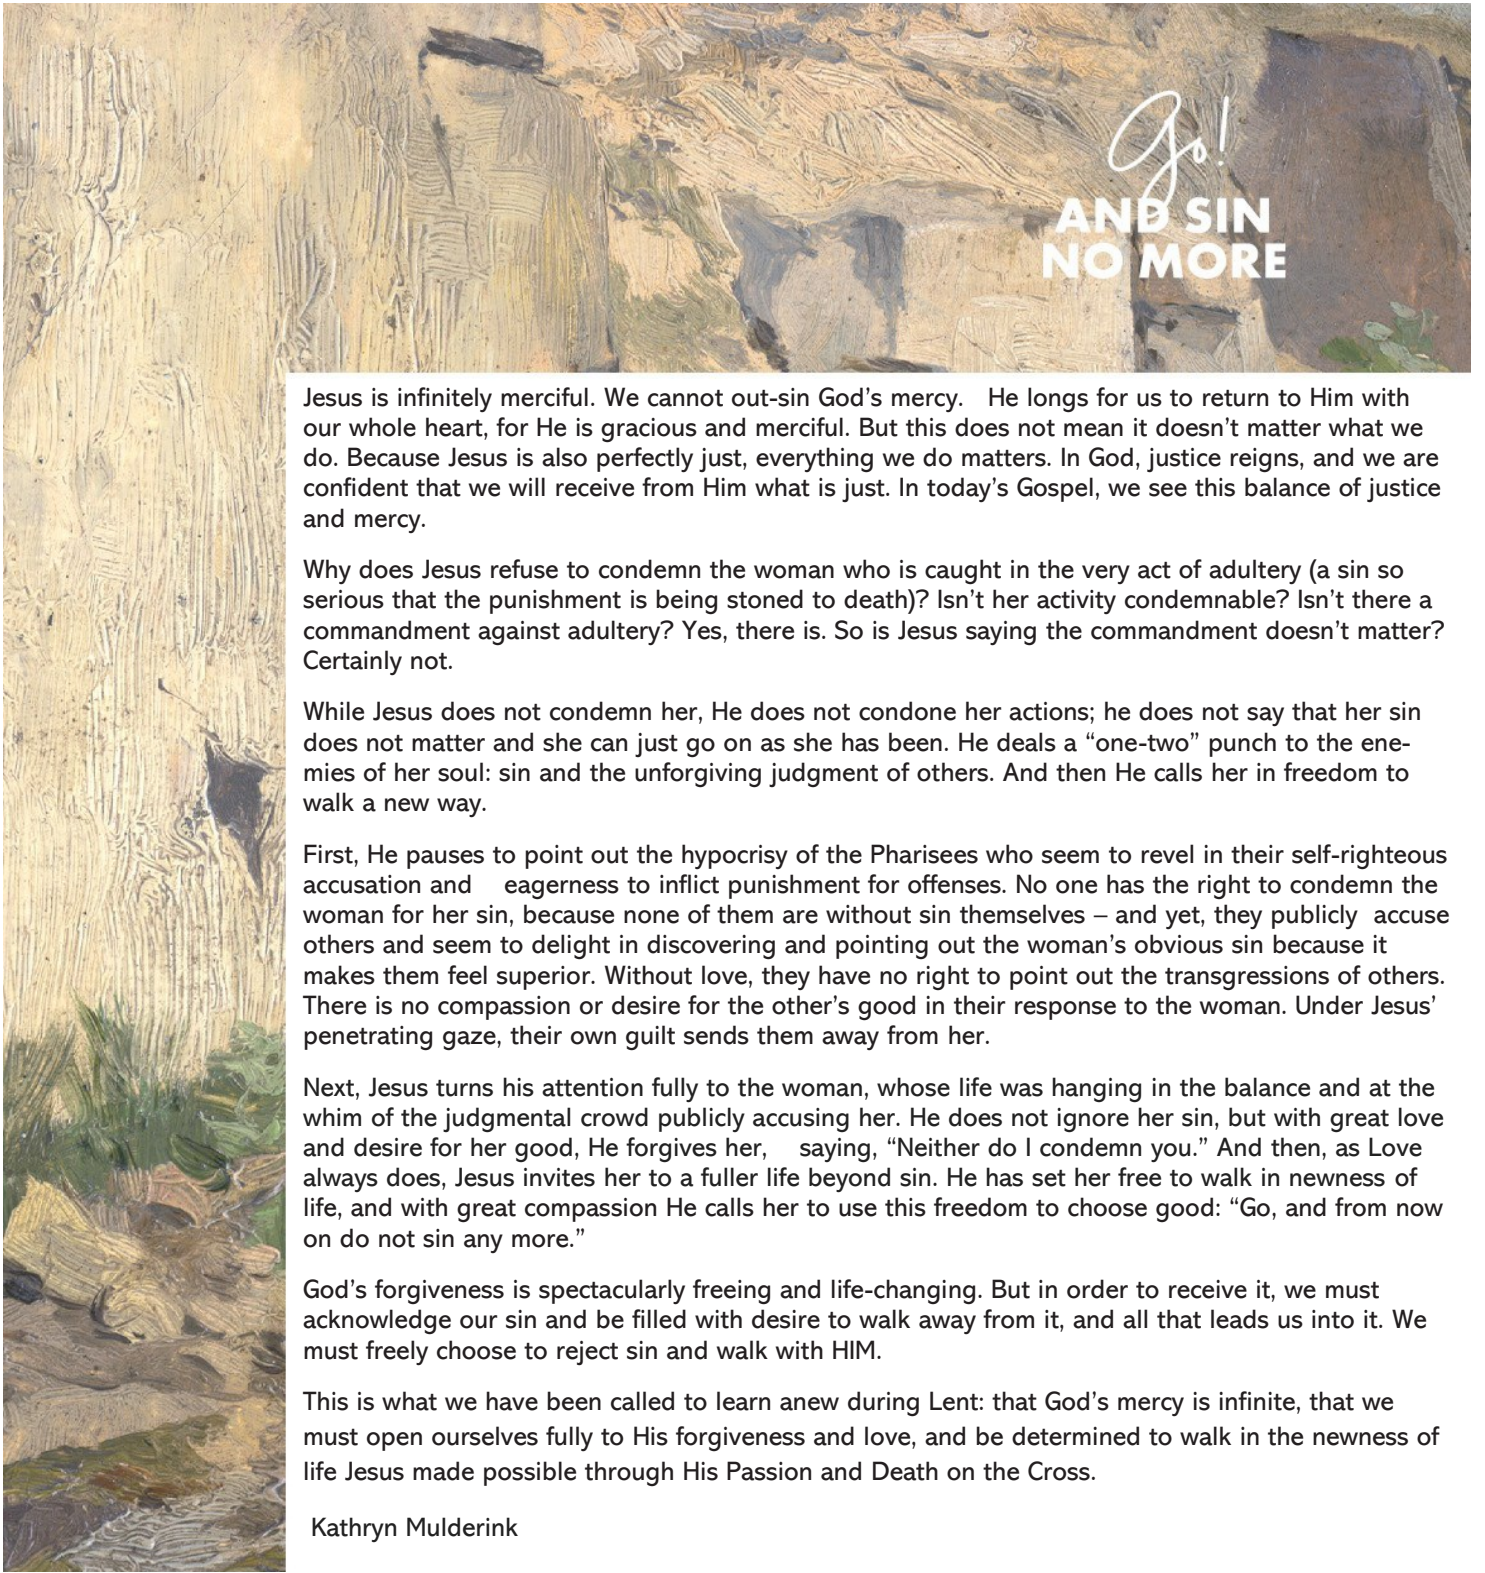 Go!
AND SIN
NO MORE
Jesus is infinitely merciful. We cannot out-sin God’s mercy.   He longs for us to return to Him with
our whole heart, for He is gracious and merciful. But this does not mean it doesn’t matter what we
do. Because Jesus is also perfectly just, everything we do matters. In God, justice reigns, and we are
confident that we will receive from Him what is just. In today’s Gospel, we see this balance of justice
and mercy.
Why does Jesus refuse to condemn the woman who is caught in the very act of adultery (a sin so
serious that the punishment is being stoned to death)? Isn’t her activity condemnable? Isn’t there a
commandment against adultery? Yes, there is. So is Jesus saying the commandment doesn’t matter?
Certainly not.
While Jesus does not condemn her, He does not condone her actions; he does not say that her sin
does not matter and she can just go on as she has been. He deals a “one-two” punch to the ene-
mies of her soul: sin and the unforgiving judgment of others. And then He calls her in freedom to
walk a new way.
First, He pauses to point out the hypocrisy of the Pharisees who seem to revel in their self-righteous
accusation and    eagerness to inflict punishment for offenses. No one has the right to condemn the
woman for her sin, because none of them are without sin themselves – and yet, they publicly  accuse
others and seem to delight in discovering and pointing out the woman’s obvious sin because it
makes them feel superior. Without love, they have no right to point out the transgressions of others.
There is no compassion or desire for the other’s good in their response to the woman. Under Jesus’
penetrating gaze, their own guilt sends them away from her.
Next, Jesus turns his attention fully to the woman, whose life was hanging in the balance and at the
whim of the judgmental crowd publicly accusing her. He does not ignore her sin, but with great love
and desire for her good, He forgives her,    saying, “Neither do I condemn you.” And then, as Love
always does, Jesus invites her to a fuller life beyond sin. He has set her free to walk in newness of
life, and with great compassion He calls her to use this freedom to choose good: “Go, and from now
on do not sin any more.”
God’s forgiveness is spectacularly freeing and life-changing. But in order to receive it, we must
acknowledge our sin and be filled with desire to walk away from it, and all that leads us into it. We
must freely choose to reject sin and walk with HIM.
This is what we have been called to learn anew during Lent: that God’s mercy is infinite, that we
must open ourselves fully to His forgiveness and love, and be determined to walk in the newness of
life Jesus made possible through His Passion and Death on the Cross.
Kathryn Mulderink